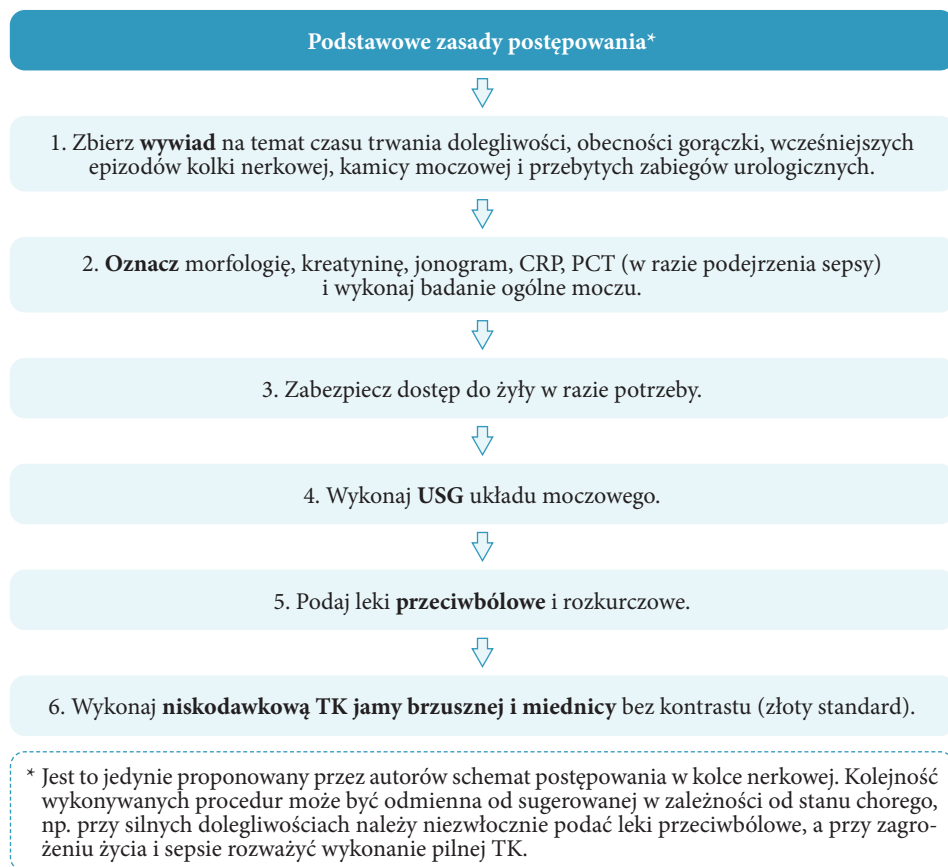 Podstawowe zasady postępowania*
1. Zbierz wywiad na temat czasu trwania dolegliwości, obecności gorączki, wcześniejszych
epizodów kolki nerkowej, kamicy moczowej i przebytych zabiegów urologicznych.
2. Oznacz morfologię, kreatyninę, jonogram, CRP, PCT (w razie podejrzenia sepsy)
i wykonaj badanie ogólne moczu.
3. Zabezpiecz dostęp do żyły w razie potrzeby.
4. Wykonaj USG układu moczowego.
5. Podaj leki przeciwbólowe i rozkurczowe.
6. Wykonaj niskodawkową TK jamy brzusznej i miednicy bez kontrastu (złoty standard).
* Jest to jedynie proponowany przez autorów schemat postępowania w kolce nerkowej. Kolejność
wykonywanych procedur może być odmienna od sugerowanej w zależności od stanu chorego,
np. przy silnych dolegliwościach należy niezwłocznie podać leki przeciwbólowe, a przy zagro-
żeniu życia i sepsie rozważyć wykonanie pilnej TK.